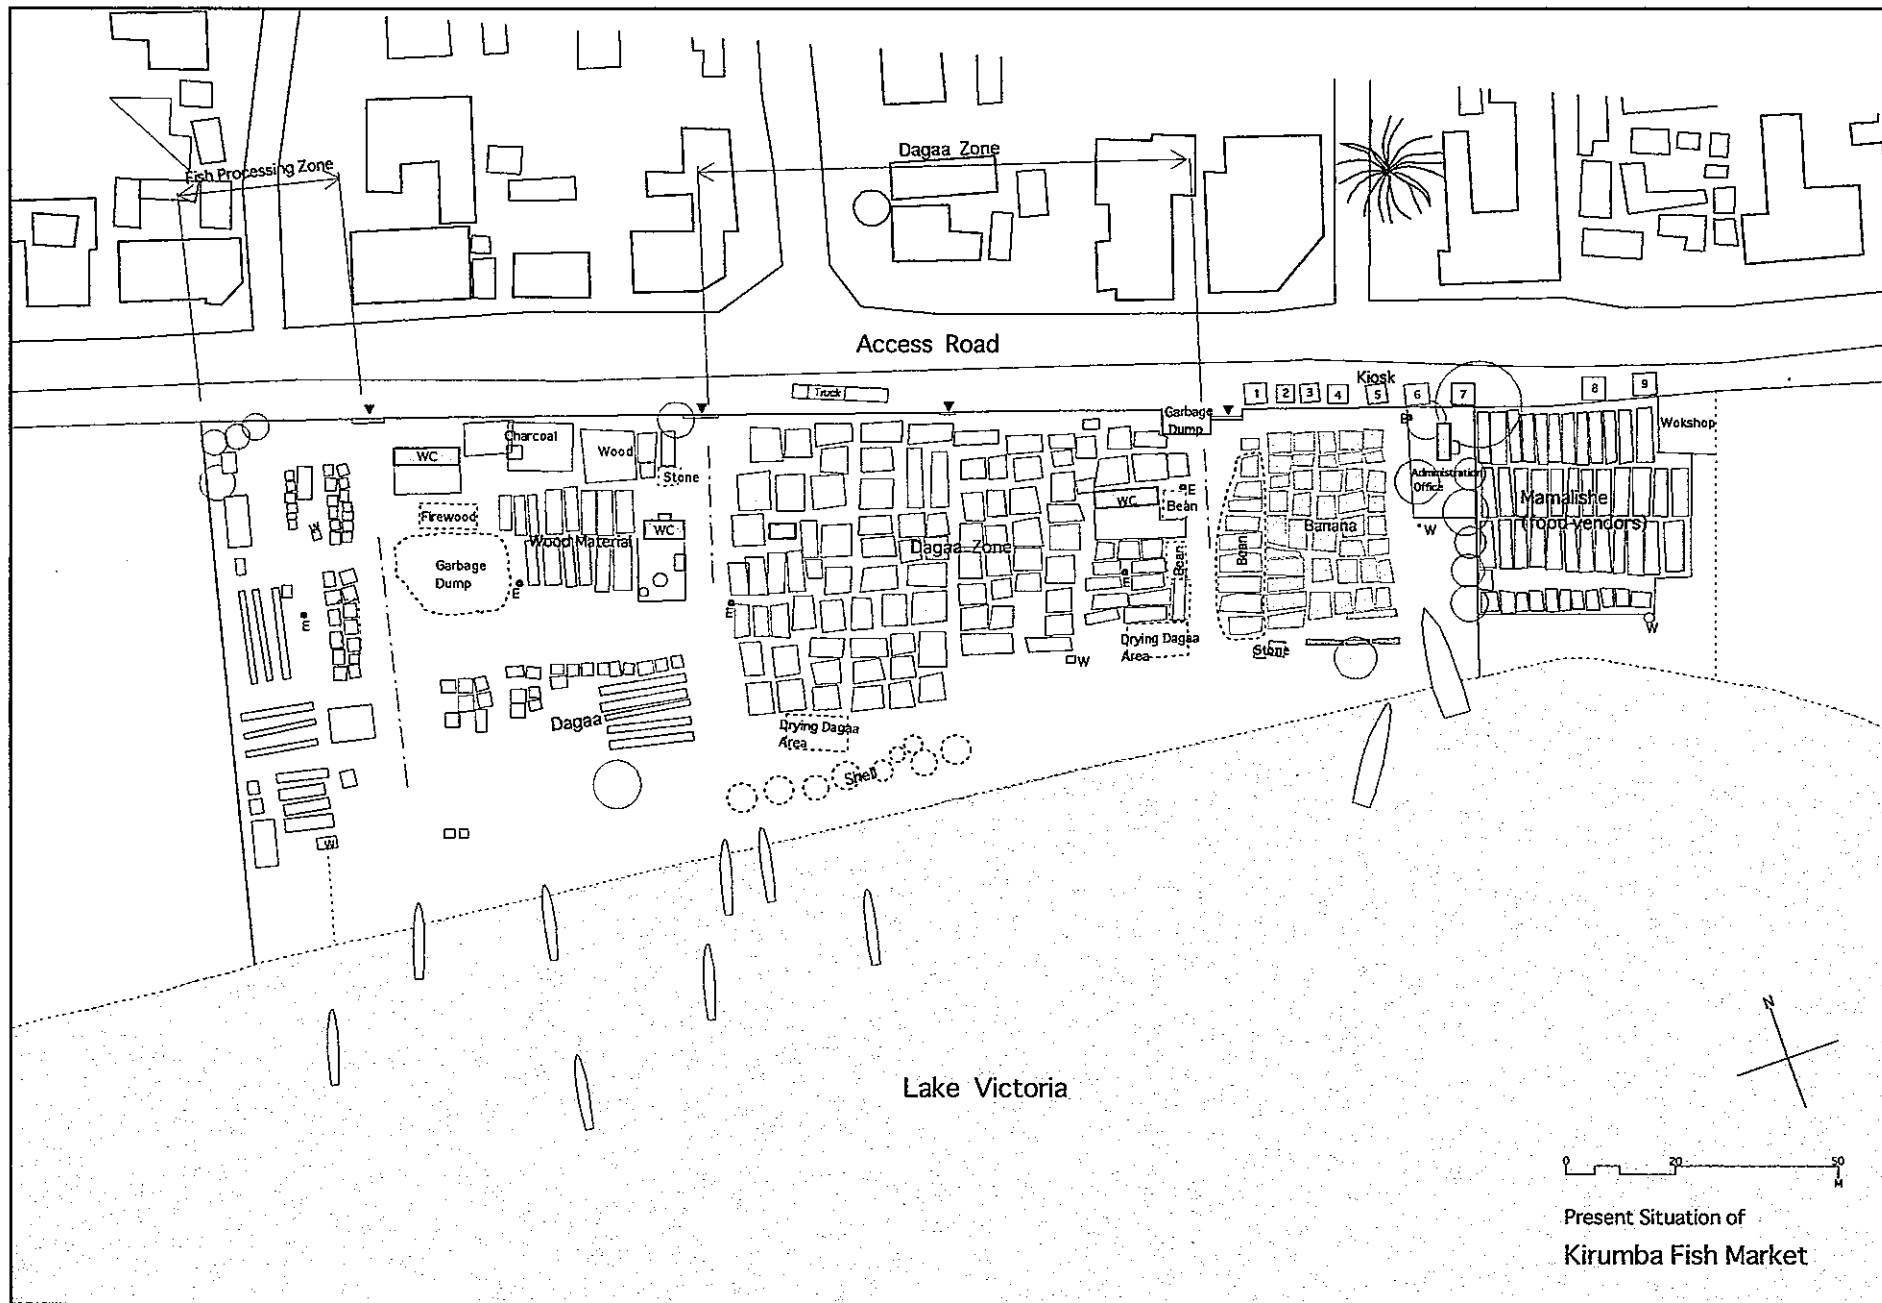 Dagaa Zone
Fish Processing Zone
Access Road
Truck
Kiosk
1
2
3
4
5
6
7
8
9
Garbage
Dump
Wokshop
Charcoal
WC
Wood
Stone
E
Administration
Office
Mamalishe
(food vendors)
Firewood
WC
E
Bean
W
Wood Material
WC
Dagaa Zone
Banana
W
Bean
Bean
Garbage
Dump
E
E
E
E
Drying Dagaa
Area
W
Stone
W
Dagaa
Drying Dagaa
Area
Shell
W
N
Lake Victoria
0
20
50
M
Present Situation of
Kirumba Fish Market